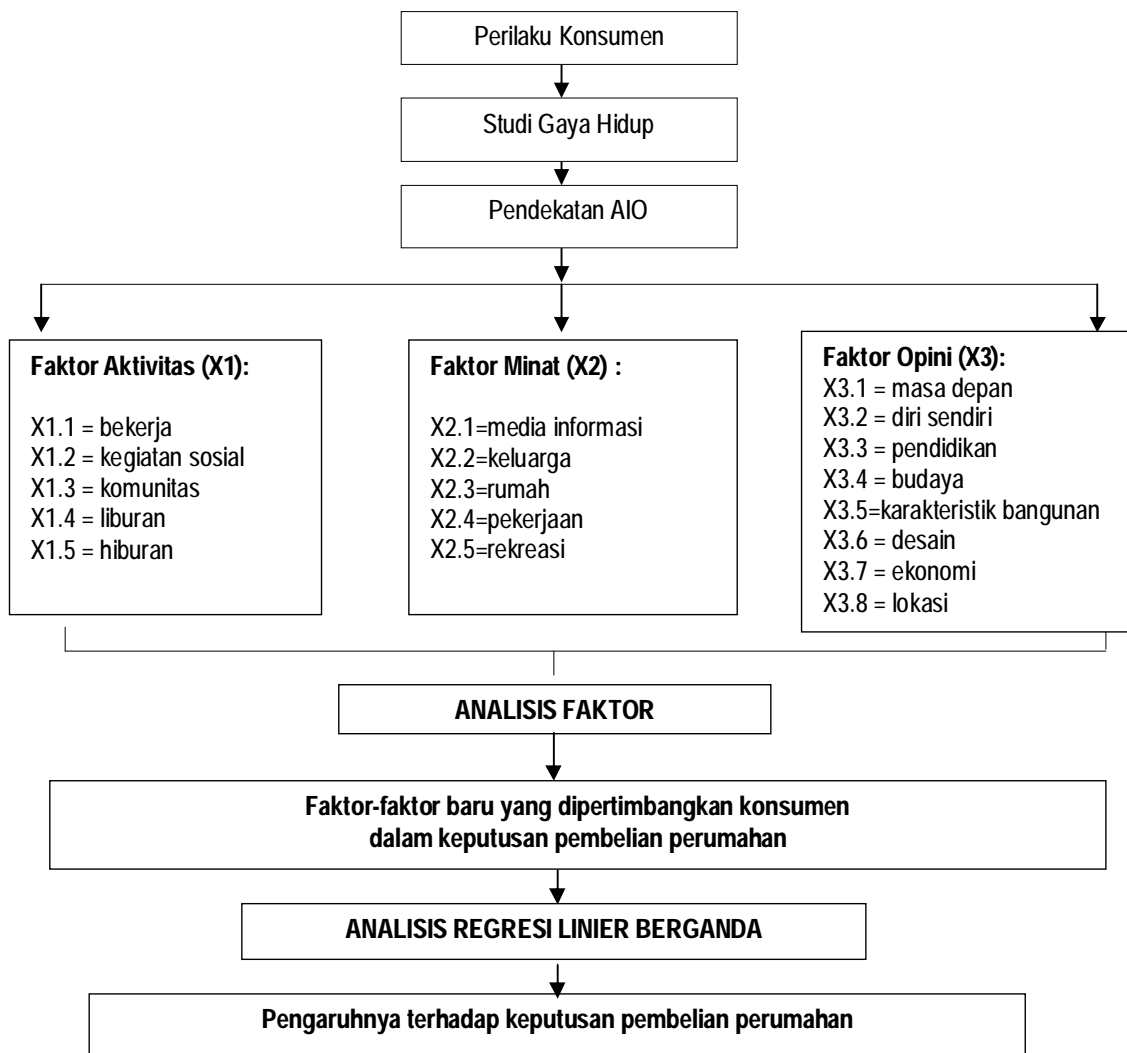 Perilaku Konsumen
Studi Gaya Hidup
Pendekatan AIO
Faktor Aktivitas (X1):
X1.1 = bekerja
X1.2 = kegiatan sosial
X1.3 = komunitas
X1.4 = liburan
X1.5 = hiburan
Faktor Minat (X2) :
X2.1=media informasi
X2.2=keluarga
X2.3=rumah
X2.4=pekerjaan
X2.5=rekreasi
Faktor Opini (X3):
X3.1 = masa depan
X3.2 = diri sendiri
X3.3 = pendidikan
X3.4 = budaya
X3.5=karakteristik bangunan
X3.6 = desain
X3.7 = ekonomi
X3.8 = lokasi
ANALISIS FAKTOR
Faktor-faktor baru yang dipertimbangkan konsumen
dalam keputusan pembelian perumahan
ANALISIS REGRESI LINIER BERGANDA
Pengaruhnya terhadap keputusan pembelian perumahan